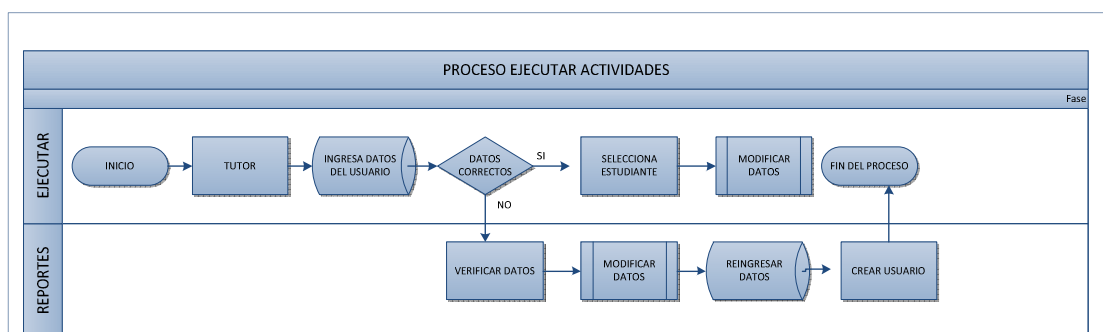 PROCESO EJECUTAR ACTIVIDADES
Fase
EJECUTAR
INICIO
TUTOR
INGRESA DATOS
DEL USUARIO
DATOS
CORRECTOS
SI
NO
SELECCIONA
ESTUDIANTE
MODIFICAR
DATOS
FIN DEL PROCESO
REPORTES
VERIFICAR DATOS
MODIFICAR
DATOS
REINGRESAR
DATOS
CREAR USUARIO